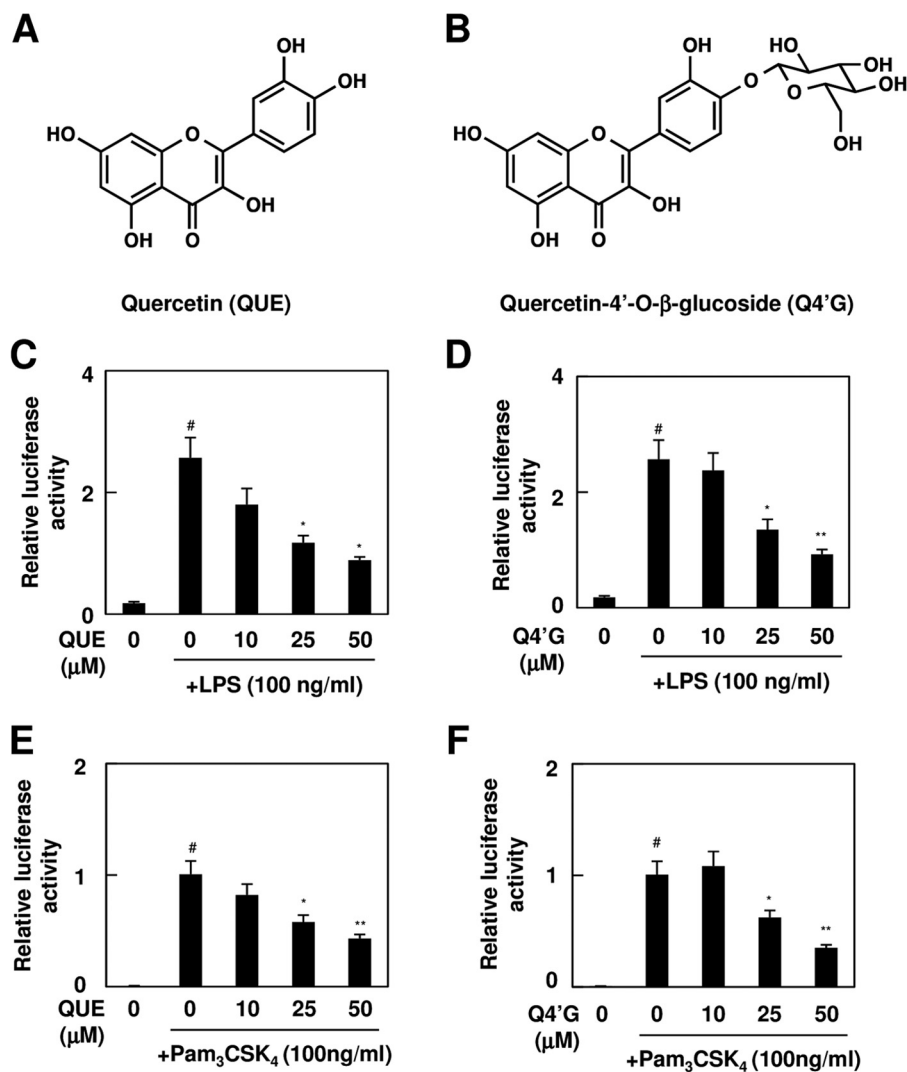 A
OH
OH
HO
O
OH
OH
O
Quercetin (QUE)
B
OH
O
HO
O
OH
OH
OH
HO
O
OH
OH
O
Quercetin-4'-O-β-glucoside (Q4'G)
C
Relative luciferase
activity
4
2
0
#
*
*
QUE 0 0 10 25 50
(μM)
+LPS (100 ng/ml)
D
Relative luciferase
activity
4
2
0
#
*
**
Q4'G 0 0 10 25 50
(μM)
+LPS (100 ng/ml)
E
Relative luciferase
activity
2
1
0
#
*
**
QUE 0 0 10 25 50
(μM)
+Pam₃CSK₄ (100ng/ml)
F
Relative luciferase
activity
2
1
0
#
*
**
Q4'G 0 0 10 25 50
(μM)
+Pam₃CSK₄ (100ng/ml)